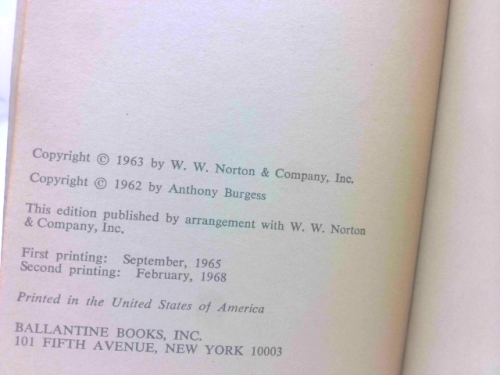 Copyright © 1963 by W. W. Norton & Company, Inc.
Copyright © 1962 by Anthony Burgess
This edition published by arrangement with W. W. Norton
& Company, Inc.
First printing: September, 1965
Second printing: February, 1968
Printed in the United States of America
BALLANTINE BOOKS, INC.
101 FIFTH AVENUE, NEW YORK 10003